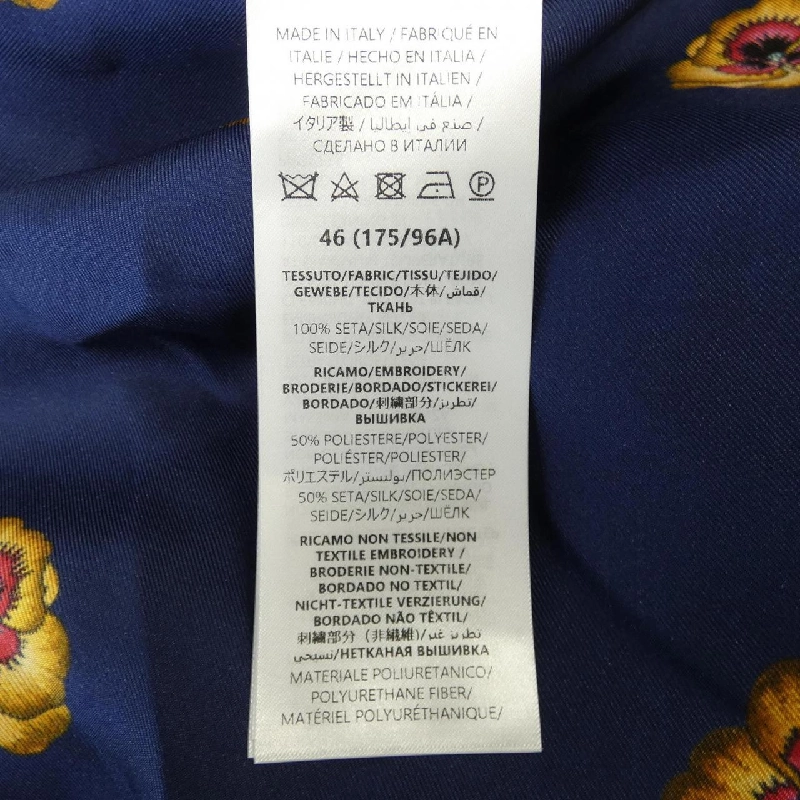 MADE IN ITALY / FABRIQUÉ EN
ITALIE / HECHO EN ITALIA /
HERGESTELLT IN ITALIEN /
FABRICADO EM ITÁLIA /
イタリア製 / صنع في إيطاليا /
СДЕЛАНО В ИТАЛИИ
P
46 (175/96A)
TESSUTO/FABRIC/TISSU/TEJIDO/
GEWEBE/TECIDO/本体/قماش/
ТКАНЬ
100% SETA/SILK/SOIE/SEDA/
SEIDE/シルク/حرير/ШЁЛК
RICAMO/EMBROIDERY/
BRODERIE/BORDADO/STICKEREI/
BORDADO/刺繍部分/تطريز/
ВЫШИВКА
50% POLIESTERE/POLYESTER/
POLIÉSTER/POLIESTER/
ポリエステル/بوليستر/ПОЛИЭСТЕР
50% SETA/SILK/SOIE/SEDA/
SEIDE/シルク/حرير/ШЁЛК
RICAMO NON TESSILE/NON
TEXTILE EMBROIDERY /
BRODERIE NON-TEXTILE/
BORDADO NO TEXTIL/
NICHT-TEXTILE VERZIERUNG/
BORDADO NÃO TÊXTIL/
刺繍部分（非繊維）/تطريز غير
نسيجي/НЕТКАНАЯ ВЫШИВКА
MATERIALE POLIURETANICO/
POLYURETHANE FIBER/
MATÉRIEL POLYURÉTHANIQUE/